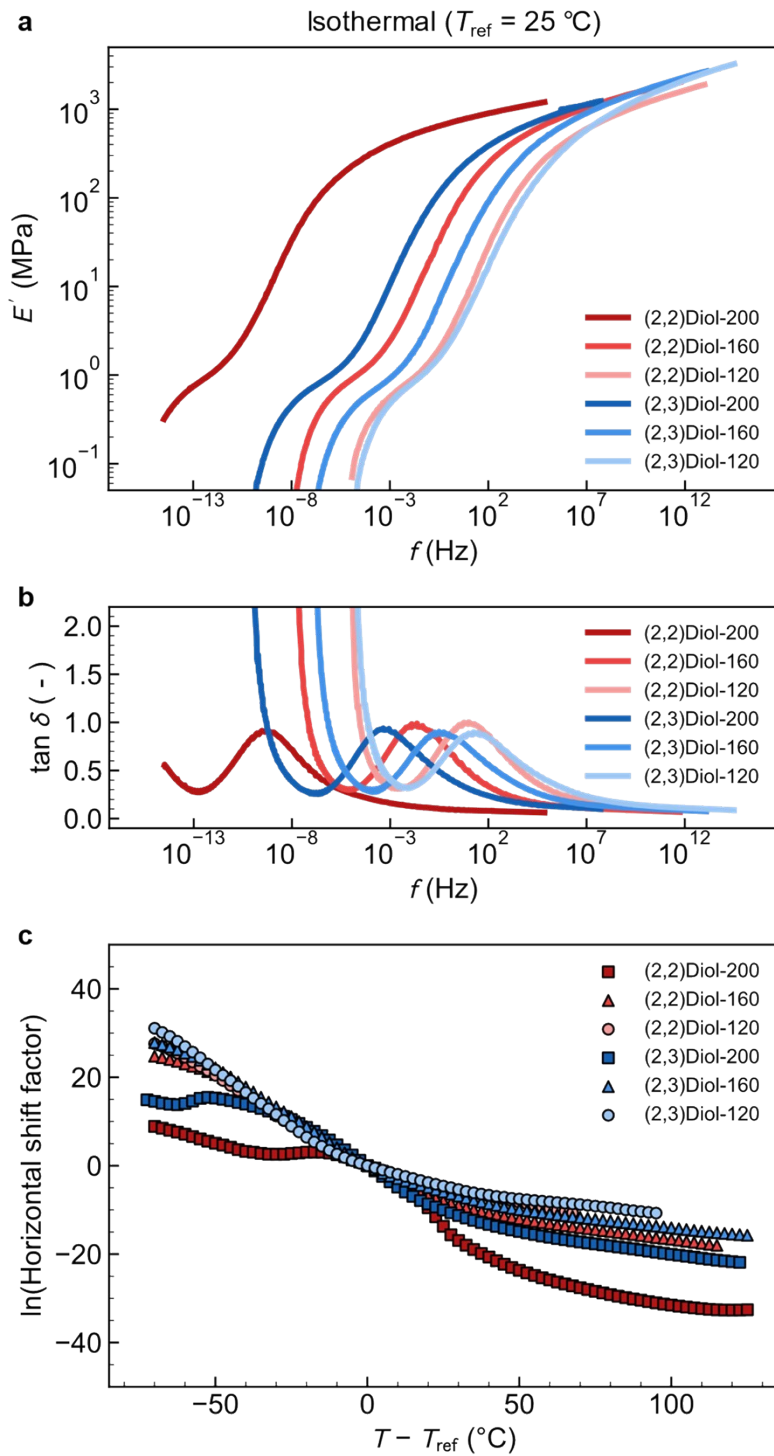 a
Isothermal (T_ref = 25 °C)
10³
10²
10¹
10⁰
10⁻¹
E′ (MPa)
(2,2)Diol-200
(2,2)Diol-160
(2,2)Diol-120
(2,3)Diol-200
(2,3)Diol-160
(2,3)Diol-120
10⁻¹³ 10⁻⁸ 10⁻³ 10² 10⁷ 10¹²
f (Hz)
b
2.0
1.5
1.0
0.5
0.0
tan δ ( - )
(2,2)Diol-200
(2,2)Diol-160
(2,2)Diol-120
(2,3)Diol-200
(2,3)Diol-160
(2,3)Diol-120
10⁻¹³ 10⁻⁸ 10⁻³ 10² 10⁷ 10¹²
f (Hz)
c
40
20
0
−20
−40
ln(Horizontal shift factor)
(2,2)Diol-200
(2,2)Diol-160
(2,2)Diol-120
(2,3)Diol-200
(2,3)Diol-160
(2,3)Diol-120
−50 0 50 100
T − T_ref (°C)